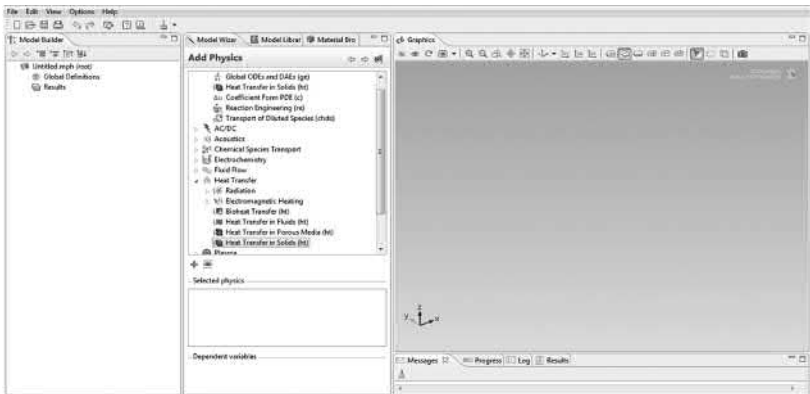 File Edit View Options Help
Model Builder
Untitled.mph (root)
Global Definitions
Results
Model Wizar
Model Librar
Material Bro
Add Physics
Global ODEs and DAEs (ge)
Heat Transfer in Solids (ht)
Coefficient Form PDE (c)
Reaction Engineering (re)
Transport of Diluted Species (chds)
AC/DC
Acoustics
Chemical Species Transport
Electrochemistry
Fluid Flow
Heat Transfer
Radiation
Electromagnetic Heating
Bioheat Transfer (ht)
Heat Transfer in Fluids (ht)
Heat Transfer in Porous Media (ht)
Heat Transfer in Solids (ht)
Plasma
Selected physics
Dependent variables
Graphics
z
y
x
Messages
Progress
Log
Results